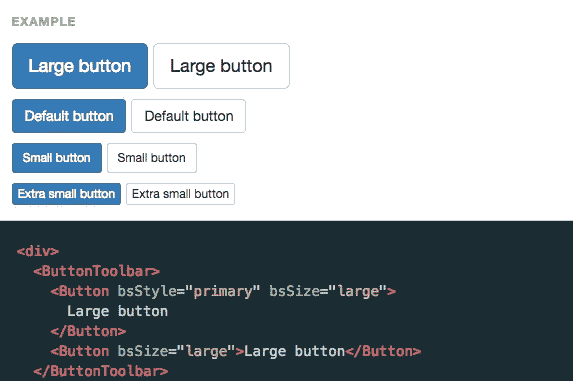 EXAMPLE
Large button Large button
Default button Default button
Small button Small button
Extra small button Extra small button
<div>
<ButtonToolbar>
<Button bsStyle="primary" bsSize="large">
Large button
</Button>
<Button bsSize="large">Large button</Button>
</ButtonToolbar>